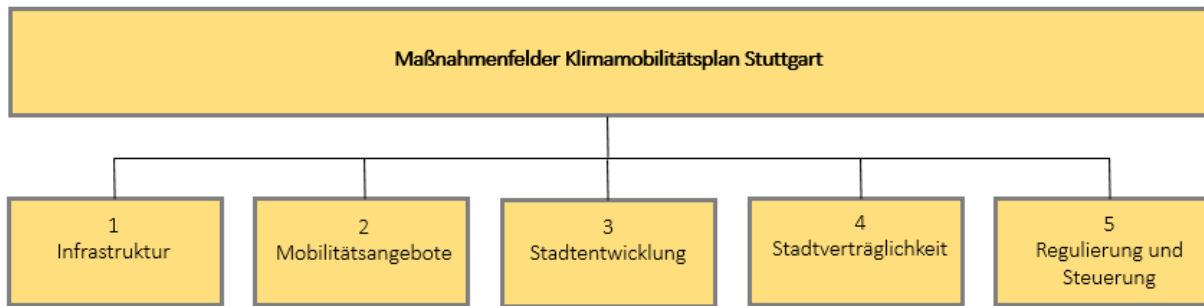 Maßnahmenfelder Klimamobilitätsplan Stuttgart
1
Infrastruktur
2
Mobilitätsangebote
3
Stadtentwicklung
4
Stadtverträglichkeit
5
Regulierung und
Steuerung